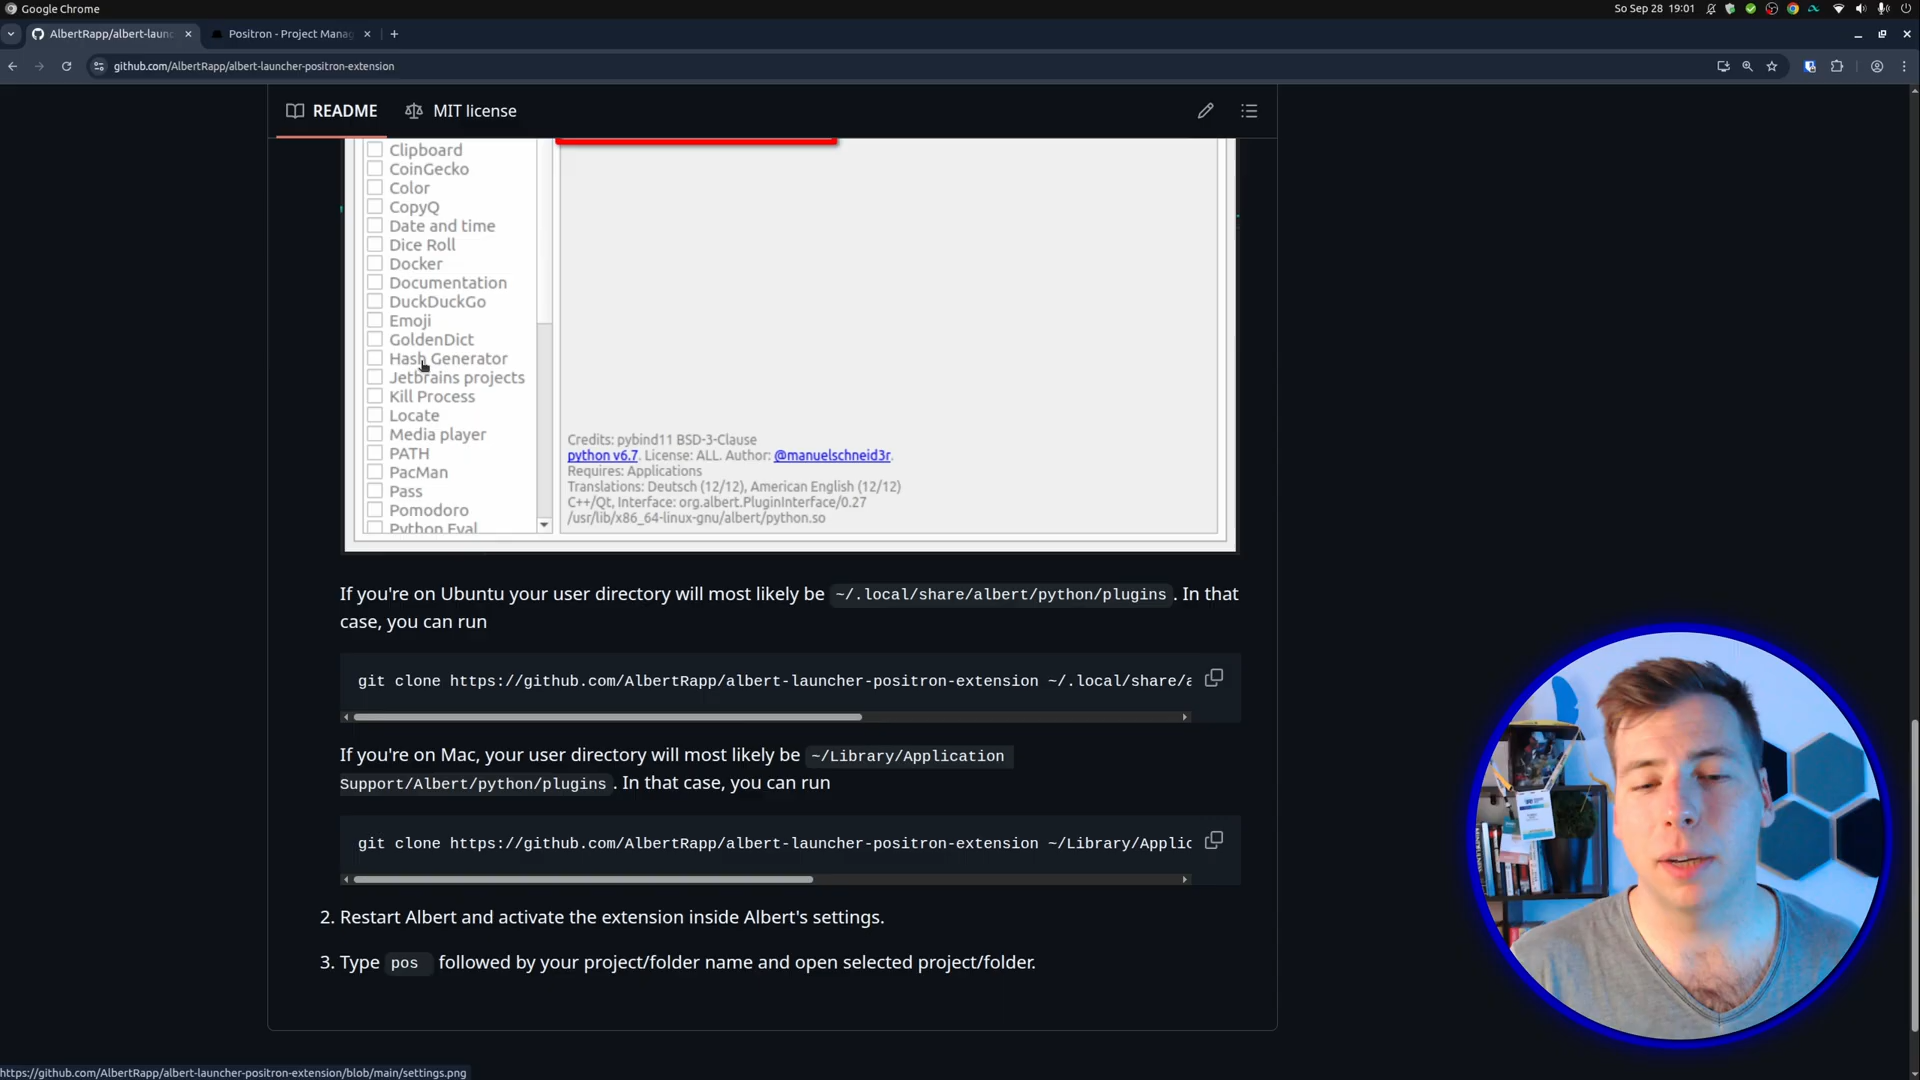 Google Chrome
So Sep 28 19:01
AlbertRapp/albert-laun
Positron - Project Manag
github.com/AlbertRapp/albert-launcher-positron-extension
README
MIT license
Clipboard
CoinGecko
Color
CopyQ
Date and time
Dice Roll
Docker
Documentation
DuckDuckGo
Emoji
GoldenDict
Hash Generator
Jetbrains projects
Kill Process
Locate
Media player
PATH
PacMan
Pass
Pomodoro
Python Eval
Credits: pybind11 BSD-3-Clause
python v6.7. License: ALL. Author: @manuelschneid3r.
Requires: Applications
Translations: Deutsch (12/12), American English (12/12)
C++/Qt, Interface: org.albert.PluginInterface/0.27
/usr/lib/x86_64-linux-gnu/albert/python.so
If you're on Ubuntu your user directory will most likely be ~/.local/share/albert/python/plugins. In that
case, you can run
git clone https://github.com/AlbertRapp/albert-launcher-positron-extension ~/.local/share/a
If you're on Mac, your user directory will most likely be ~/Library/Application
Support/Albert/python/plugins. In that case, you can run
git clone https://github.com/AlbertRapp/albert-launcher-positron-extension ~/Library/Applic
2. Restart Albert and activate the extension inside Albert's settings.
3. Type pos followed by your project/folder name and open selected project/folder.
https://github.com/AlbertRapp/albert-launcher-positron-extension/blob/main/settings.png